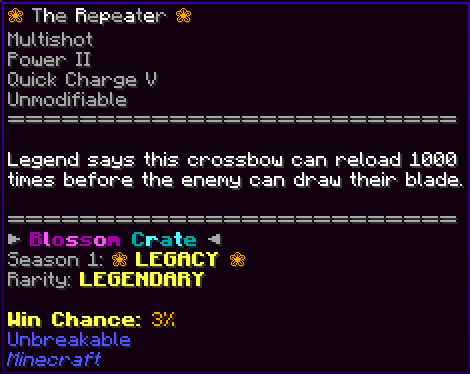 ❀ The Repeater ❀
Multishot
Power II
Quick Charge V
Unmodifiable
==============================
Legend says this crossbow can reload 1000
times before the enemy can draw their blade.
==============================
► Blossom Crate ◄
Season 1: ❀ LEGACY ❀
Rarity: LEGENDARY
Win Chance: 3%
Unbreakable
Minecraft